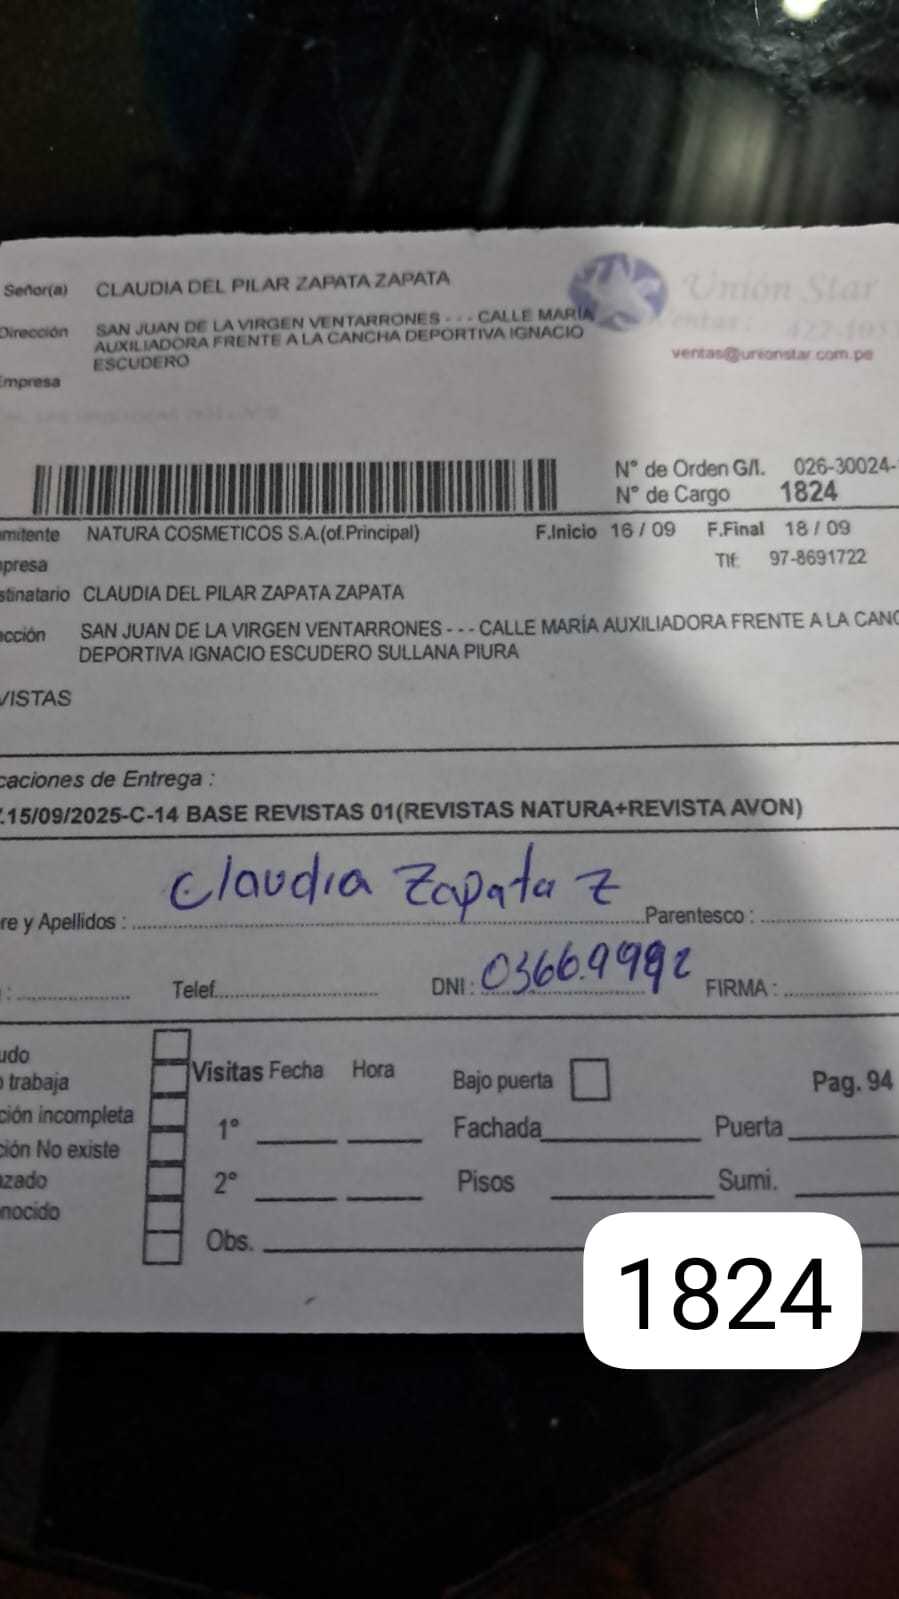 Señor(a) CLAUDIA DEL PILAR ZAPATA ZAPATA
Unión Star
Dirección SAN JUAN DE LA VIRGEN VENTARRONES - - - CALLE MARÍA
AUXILIADORA FRENTE A LA CANCHA DEPORTIVA IGNACIO
ESCUDERO
ventas@unionstar.com.pe
Empresa
N° de Orden G/I. 026-30024-
N° de Cargo 1824
mitente NATURA COSMETICOS S.A.(of.Principal) F.Inicio 16 / 09 F.Final 18 / 09
presa Tlf: 97-8691722
stinatario CLAUDIA DEL PILAR ZAPATA ZAPATA
cción SAN JUAN DE LA VIRGEN VENTARRONES - - - CALLE MARÍA AUXILIADORA FRENTE A LA CANC
DEPORTIVA IGNACIO ESCUDERO SULLANA PIURA
VISTAS
caciones de Entrega :
.15/09/2025-C-14 BASE REVISTAS 01(REVISTAS NATURA+REVISTA AVON)
Claudia Zapata Z
re y Apellidos : Parentesco :
: Telef. DNI : 03669992 FIRMA :
udo
o trabaja Visitas Fecha Hora Bajo puerta Pag. 94
ción incompleta 1° Fachada Puerta
ción No existe
zado 2° Pisos Sumi.
nocido
Obs.
1824